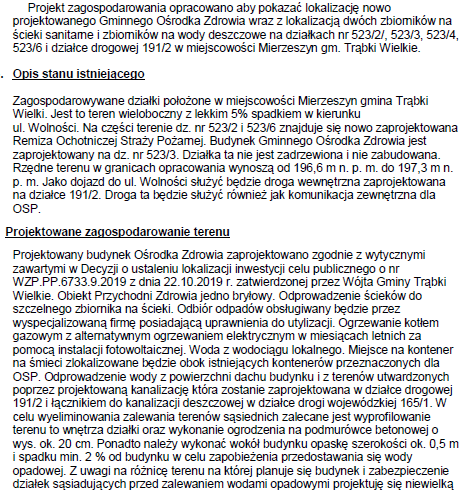 Projekt zagospodarowania opracowano aby pokazać lokalizację nowo
projektowanego Gminnego Ośrodka Zdrowia wraz z lokalizacją dwóch zbiorników na
ścieki sanitarne i zbiorników na wody deszczowe na działkach nr 523/2/, 523/3, 523/4,
523/6 i działce drogowej 191/2 w miejscowości Mierzeszyn gm. Trąbki Wielkie.
. Opis stanu istniejącego
Zagospodarowywane działki położone w miejscowości Mierzeszyn gmina Trąbki
Wielki. Jest to teren wieloboczny z lekkim 5% spadkiem w kierunku
ul. Wolności. Na części terenie dz. nr 523/2 i 523/6 znajduje się nowo zaprojektowana
Remiza Ochotniczej Straży Pożarnej. Budynek Gminnego Ośrodka Zdrowia jest
zaprojektowany na dz. nr 523/3. Działka ta nie jest zadrzewiona i nie zabudowana.
Rzędne terenu w granicach opracowania wynoszą od 196,6 m n. p. m. do 197,3 m n.
p. m. Jako dojazd do ul. Wolności służyć będzie droga wewnętrzna zaprojektowana
na działce 191/2. Droga ta będzie służyć również jak komunikacja zewnętrzna dla
OSP.
Projektowane zagospodarowanie terenu
Projektowany budynek Ośrodka Zdrowia zaprojektowano zgodnie z wytycznymi
zawartymi w Decyzji o ustaleniu lokalizacji inwestycji celu publicznego o nr
WZP.PP.6733.9.2019 z dnia 22.10.2019 r. zatwierdzonej przez Wójta Gminy Trąbki
Wielkie. Obiekt Przychodni Zdrowia jedno bryłowy. Odprowadzenie ścieków do
szczelnego zbiornika na ścieki. Odbiór odpadów obsługiwany będzie przez
wyspecjalizowaną firmę posiadającą uprawnienia do utylizacji. Ogrzewanie kotłem
gazowym z alternatywnym ogrzewaniem elektrycznym w miesiącach letnich za
pomocą instalacji fotowoltaicznej. Woda z wodociągu lokalnego. Miejsce na kontener
na śmieci zlokalizowane będzie obok istniejących kontenerów przeznaczonych dla
OSP. Odprowadzenie wody z powierzchni dachu budynku i z terenów utwardzonych
poprzez projektowaną kanalizację która zostanie zaprojektowana w działce drogowej
191/2 i łącznikiem do kanalizacji deszczowej w działce drogi wojewódzkiej 165/1. W
celu wyeliminowania zalewania terenów sąsiednich zalecane jest wyprofilowanie
terenu to wnętrza działki oraz wykonanie ogrodzenia na podmurówce betonowej o
wys. ok. 20 cm. Ponadto należy wykonać wokół budynku opaskę szerokości ok. 0,5 m
i spadku min. 2 % od budynku w celu zapobieżenia przedostawania się wody
opadowej. Z uwagi na różnicę terenu na której planuje się budynek i zabezpieczenie
działek sąsiadujących przed zalewaniem wodami opadowymi projektuję się niewielką